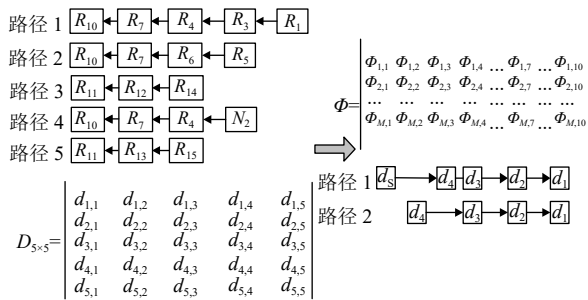 路径 1 R10 R7 R4 R3 R1
路径 2 R10 R7 R6 R5
路径 3 R11 R12 R14
路径 4 R10 R7 R4 N2
路径 5 R11 R13 R15
D5×5=
d1,1 d1,2 d1,3 d1,4 d1,5
d2,1 d2,2 d2,3 d2,4 d2,5
d3,1 d3,2 d3,3 d3,4 d3,5
d4,1 d4,2 d4,3 d4,4 d4,5
d5,1 d5,2 d5,3 d5,4 d5,5
Φ=
Φ1,1 Φ1,2 Φ1,3 Φ1,4 ... Φ1,7 ... Φ1,10
Φ2,1 Φ2,2 Φ2,3 Φ2,4 ... Φ2,7 ... Φ2,10
... ... ... ... ... ...
ΦM,1 ΦM,2 ΦM,3 ΦM,4 ... ΦM,7 ... ΦM,10
路径 1 dS d4 d3 d2 d1
路径 2 d4 d3 d2 d1